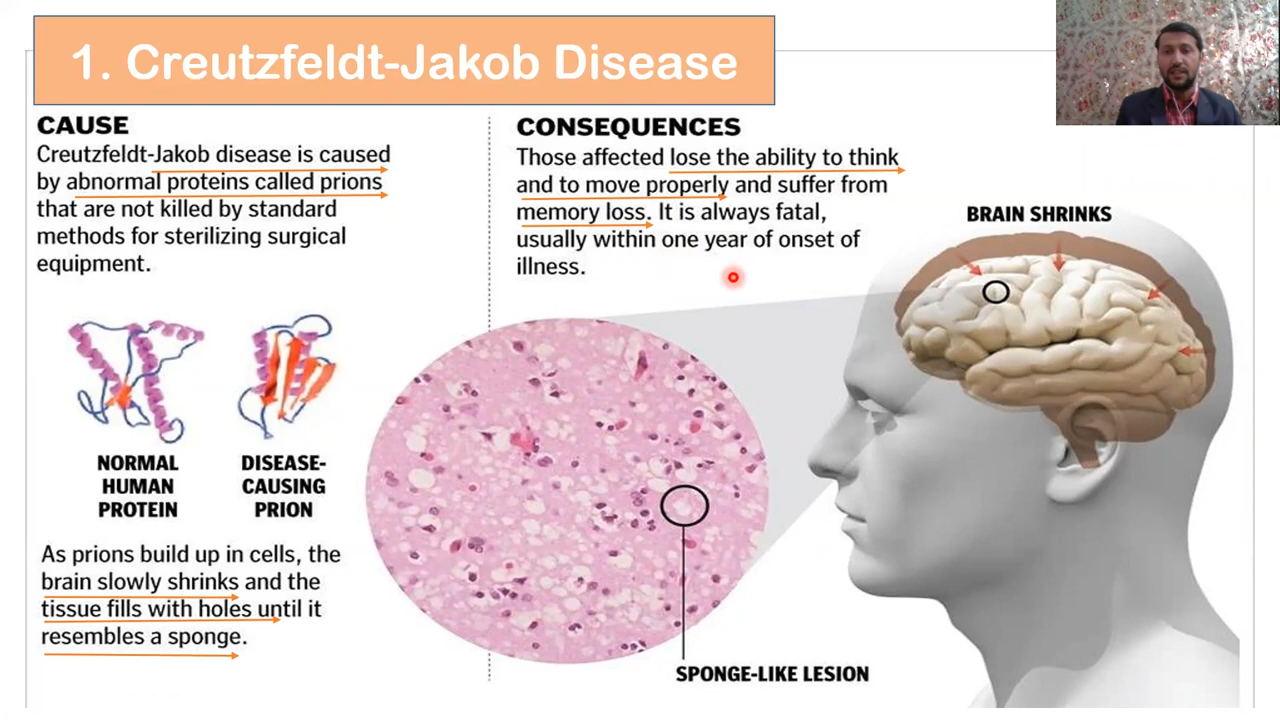 1. Creutzfeldt-Jakob Disease
CAUSE
Creutzfeldt-Jakob disease is caused
by abnormal proteins called prions
that are not killed by standard
methods for sterilizing surgical
equipment.
NORMAL
HUMAN
PROTEIN
DISEASE-
CAUSING
PRION
As prions build up in cells, the
brain slowly shrinks and the
tissue fills with holes until it
resembles a sponge.
CONSEQUENCES
Those affected lose the ability to think
and to move properly and suffer from
memory loss. It is always fatal,
usually within one year of onset of
illness.
BRAIN SHRINKS
SPONGE-LIKE LESION